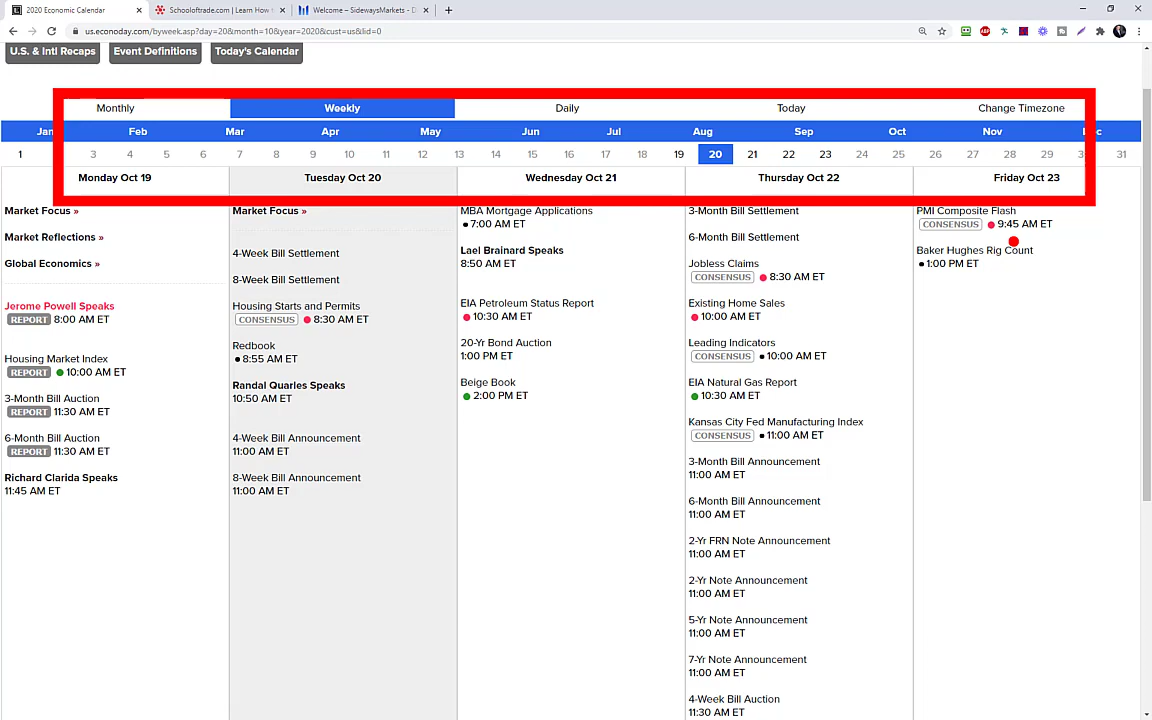 2020 Economic Calendar
Schooloftrade.com | Learn How t
Welcome – SidewaysMarkets - D
us.econoday.com/byweek.asp?day=20&month=10&year=2020&cust=us&lid=0
U.S. & Intl Recaps Event Definitions Today's Calendar
Monthly Weekly Daily Today Change Timezone
Jan Feb Mar Apr May Jun Jul Aug Sep Oct Nov Dec
1 3 4 5 6 7 8 9 10 11 12 13 14 15 16 17 18 19 20 21 22 23 24 25 26 27 28 29 31
Monday Oct 19
Market Focus »
Market Reflections »
Global Economics »
Jerome Powell Speaks
REPORT 8:00 AM ET
Housing Market Index
REPORT 10:00 AM ET
3-Month Bill Auction
REPORT 11:30 AM ET
6-Month Bill Auction
REPORT 11:30 AM ET
Richard Clarida Speaks
11:45 AM ET
Tuesday Oct 20
Market Focus »
4-Week Bill Settlement
8-Week Bill Settlement
Housing Starts and Permits
CONSENSUS 8:30 AM ET
Redbook
8:55 AM ET
Randal Quarles Speaks
10:50 AM ET
4-Week Bill Announcement
11:00 AM ET
8-Week Bill Announcement
11:00 AM ET
Wednesday Oct 21
MBA Mortgage Applications
7:00 AM ET
Lael Brainard Speaks
8:50 AM ET
EIA Petroleum Status Report
10:30 AM ET
20-Yr Bond Auction
1:00 PM ET
Beige Book
2:00 PM ET
Thursday Oct 22
3-Month Bill Settlement
6-Month Bill Settlement
Jobless Claims
CONSENSUS 8:30 AM ET
Existing Home Sales
10:00 AM ET
Leading Indicators
CONSENSUS 10:00 AM ET
EIA Natural Gas Report
10:30 AM ET
Kansas City Fed Manufacturing Index
CONSENSUS 11:00 AM ET
3-Month Bill Announcement
11:00 AM ET
6-Month Bill Announcement
11:00 AM ET
2-Yr FRN Note Announcement
11:00 AM ET
2-Yr Note Announcement
11:00 AM ET
5-Yr Note Announcement
11:00 AM ET
7-Yr Note Announcement
11:00 AM ET
4-Week Bill Auction
11:30 AM ET
Friday Oct 23
PMI Composite Flash
CONSENSUS 9:45 AM ET
Baker Hughes Rig Count
1:00 PM ET